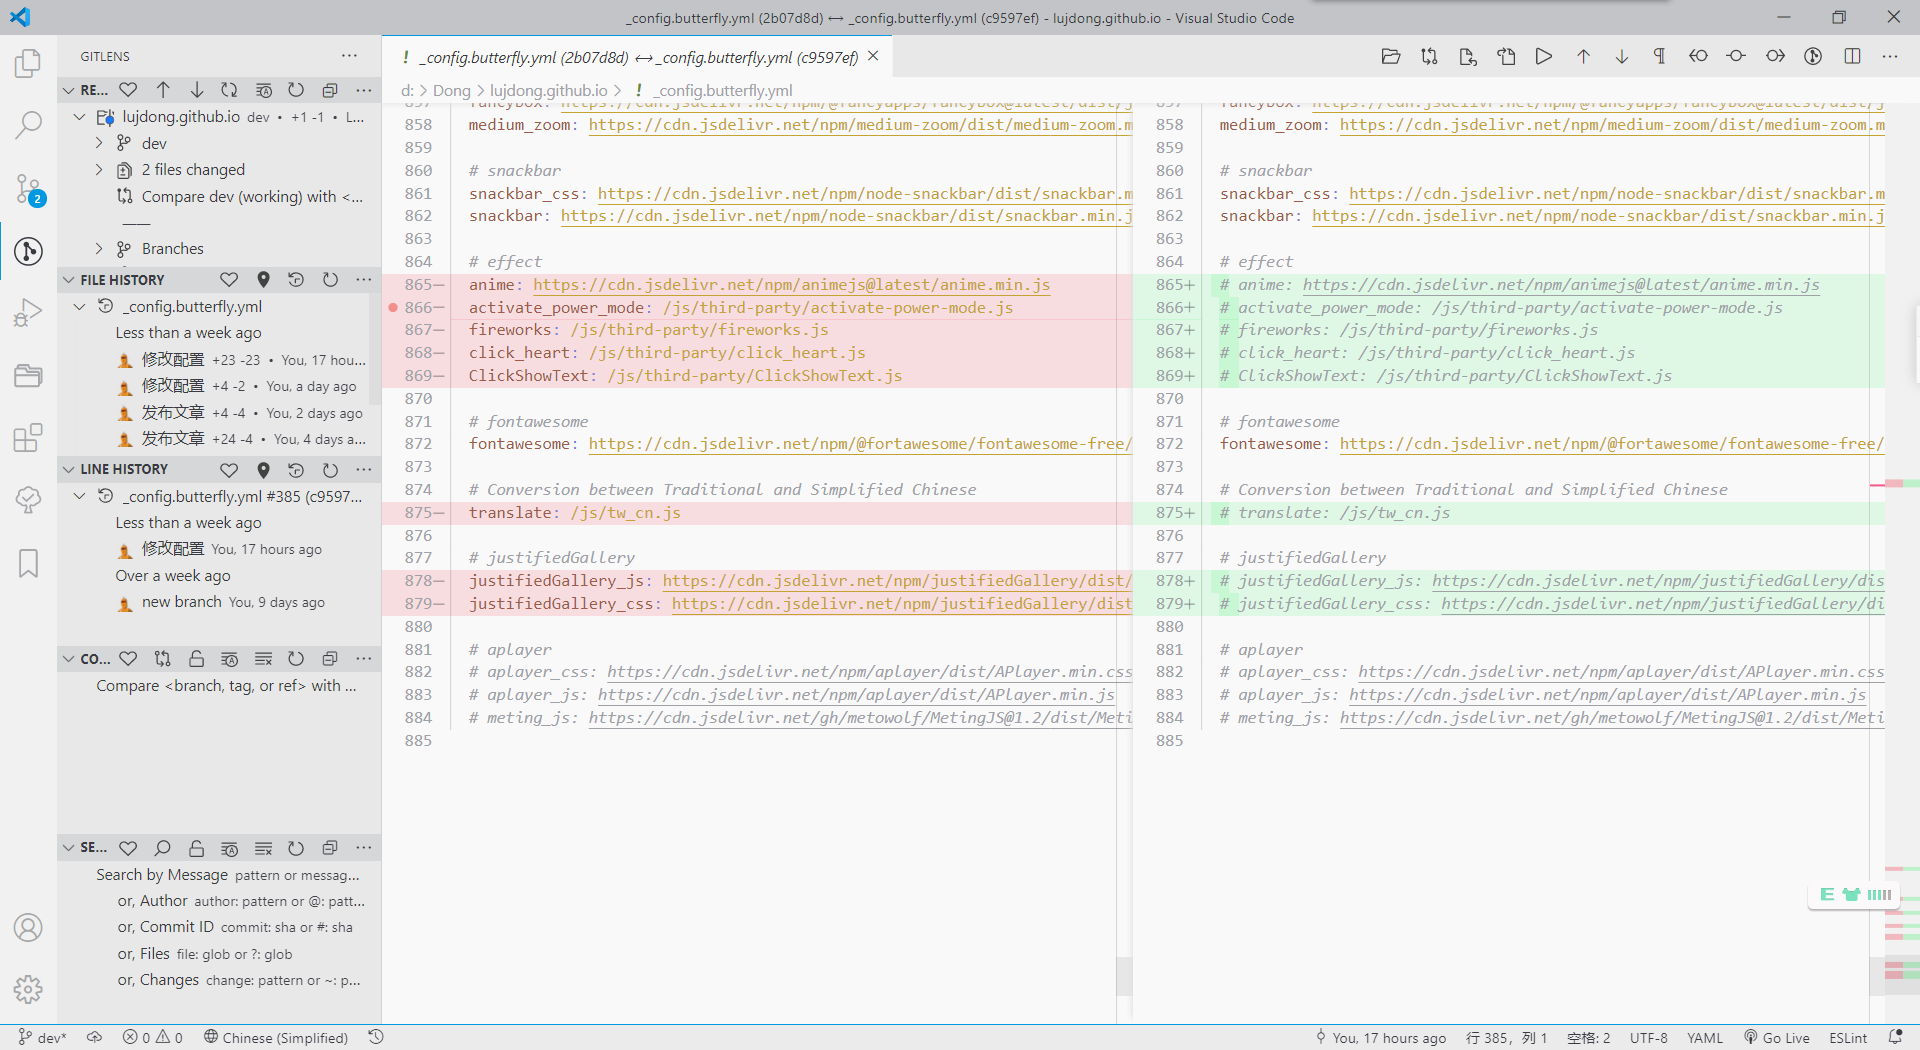 _config.butterfly.yml (2b07d8d) ↔ _config.butterfly.yml (c9597ef) - lujdong.github.io - Visual Studio Code
GITLENS
RE...
lujdong.github.io dev • +1 -1 • L...
dev
2 files changed
Compare dev (working) with <...
Branches
FILE HISTORY
_config.butterfly.yml
Less than a week ago
修改配置 +23 -23 • You, 17 hou...
修改配置 +4 -2 • You, a day ago
发布文章 +4 -4 • You, 2 days ago
发布文章 +24 -4 • You, 4 days a...
LINE HISTORY
_config.butterfly.yml #385 (c9597...
Less than a week ago
修改配置 You, 17 hours ago
Over a week ago
new branch You, 9 days ago
CO...
Compare <branch, tag, or ref> with ...
SE...
Search by Message pattern or messag...
or, Author author: pattern or @: patt...
or, Commit ID commit: sha or #: sha
or, Files file: glob or ?: glob
or, Changes change: pattern or ~: p...
2
! _config.butterfly.yml (2b07d8d) ↔ _config.butterfly.yml (c9597ef)
d: > Dong > lujdong.github.io > ! _config.butterfly.yml
857 fancybox: https://cdn.jsdelivr.net/npm/@fancyapps/fancybox@latest/dist/j
858 medium_zoom: https://cdn.jsdelivr.net/npm/medium-zoom/dist/medium-zoom.m
859
860 # snackbar
861 snackbar_css: https://cdn.jsdelivr.net/npm/node-snackbar/dist/snackbar.m
862 snackbar: https://cdn.jsdelivr.net/npm/node-snackbar/dist/snackbar.min.j
863
864 # effect
865— anime: https://cdn.jsdelivr.net/npm/animejs@latest/anime.min.js
866— activate_power_mode: /js/third-party/activate-power-mode.js
867— fireworks: /js/third-party/fireworks.js
868— click_heart: /js/third-party/click_heart.js
869— ClickShowText: /js/third-party/ClickShowText.js
870
871 # fontawesome
872 fontawesome: https://cdn.jsdelivr.net/npm/@fortawesome/fontawesome-free/
873
874 # Conversion between Traditional and Simplified Chinese
875— translate: /js/tw_cn.js
876
877 # justifiedGallery
878— justifiedGallery_js: https://cdn.jsdelivr.net/npm/justifiedGallery/dist/
879— justifiedGallery_css: https://cdn.jsdelivr.net/npm/justifiedGallery/dist
880
881 # aplayer
882 # aplayer_css: https://cdn.jsdelivr.net/npm/aplayer/dist/APlayer.min.css
883 # aplayer_js: https://cdn.jsdelivr.net/npm/aplayer/dist/APlayer.min.js
884 # meting_js: https://cdn.jsdelivr.net/gh/metowolf/MetingJS@1.2/dist/Meti
885
857 fancybox: https://cdn.jsdelivr.net/npm/@fancyapps/fancybox@latest/dist/j
858 medium_zoom: https://cdn.jsdelivr.net/npm/medium-zoom/dist/medium-zoom.m
859
860 # snackbar
861 snackbar_css: https://cdn.jsdelivr.net/npm/node-snackbar/dist/snackbar.m
862 snackbar: https://cdn.jsdelivr.net/npm/node-snackbar/dist/snackbar.min.j
863
864 # effect
865+ # anime: https://cdn.jsdelivr.net/npm/animejs@latest/anime.min.js
866+ # activate_power_mode: /js/third-party/activate-power-mode.js
867+ # fireworks: /js/third-party/fireworks.js
868+ # click_heart: /js/third-party/click_heart.js
869+ # ClickShowText: /js/third-party/ClickShowText.js
870
871 # fontawesome
872 fontawesome: https://cdn.jsdelivr.net/npm/@fortawesome/fontawesome-free/
873
874 # Conversion between Traditional and Simplified Chinese
875+ # translate: /js/tw_cn.js
876
877 # justifiedGallery
878+ # justifiedGallery_js: https://cdn.jsdelivr.net/npm/justifiedGallery/dis
879+ # justifiedGallery_css: https://cdn.jsdelivr.net/npm/justifiedGallery/di
880
881 # aplayer
882 # aplayer_css: https://cdn.jsdelivr.net/npm/aplayer/dist/APlayer.min.css
883 # aplayer_js: https://cdn.jsdelivr.net/npm/aplayer/dist/APlayer.min.js
884 # meting_js: https://cdn.jsdelivr.net/gh/metowolf/MetingJS@1.2/dist/Meti
885
E
dev* 0 0 Chinese (Simplified) You, 17 hours ago 行 385，列 1 空格: 2 UTF-8 YAML Go Live ESLint